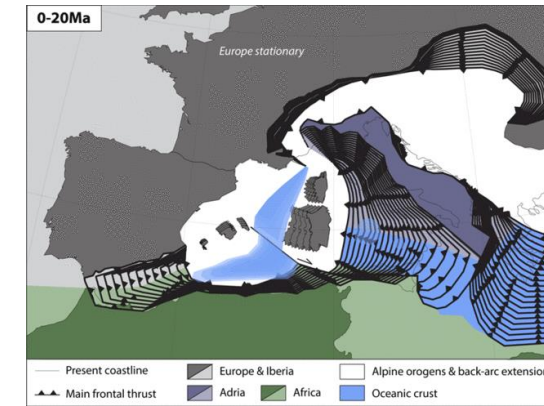 0-20Ma
Europe stationary
Present coastline
Europe & Iberia
Alpine orogens & back-arc extension
Main frontal thrust
Adria
Africa
Oceanic crust